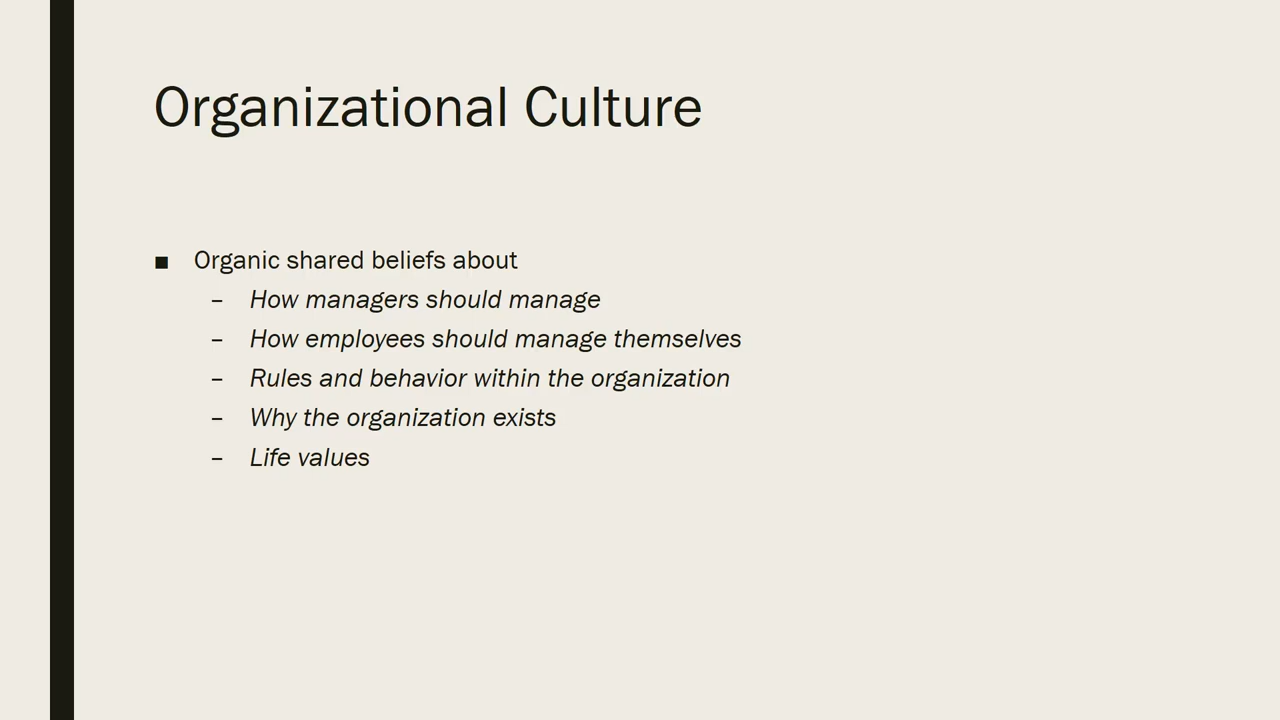 Organizational Culture
■ Organic shared beliefs about
– How managers should manage
– How employees should manage themselves
– Rules and behavior within the organization
– Why the organization exists
– Life values